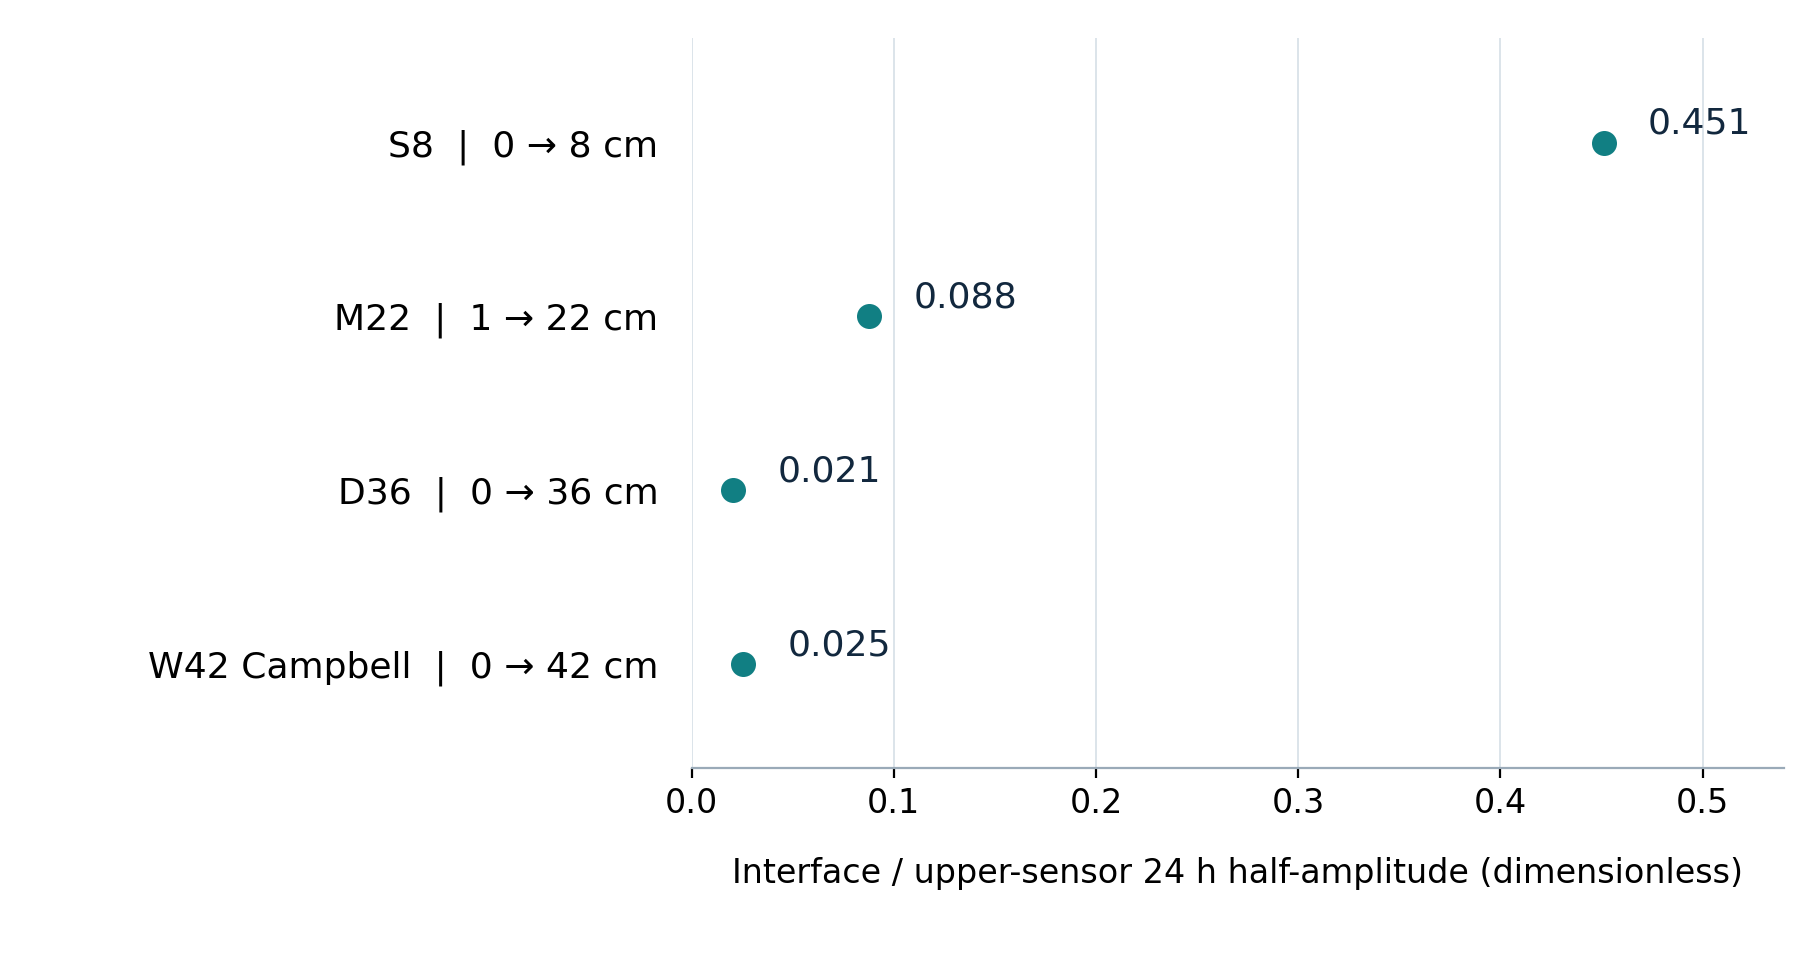 0.451
S8 | 0 → 8 cm
0.088
M22 | 1 → 22 cm
0.021
D36 | 0 → 36 cm
0.025
W42 Campbell | 0 → 42 cm
0.0 0.1 0.2 0.3 0.4 0.5
Interface / upper-sensor 24 h half-amplitude (dimensionless)